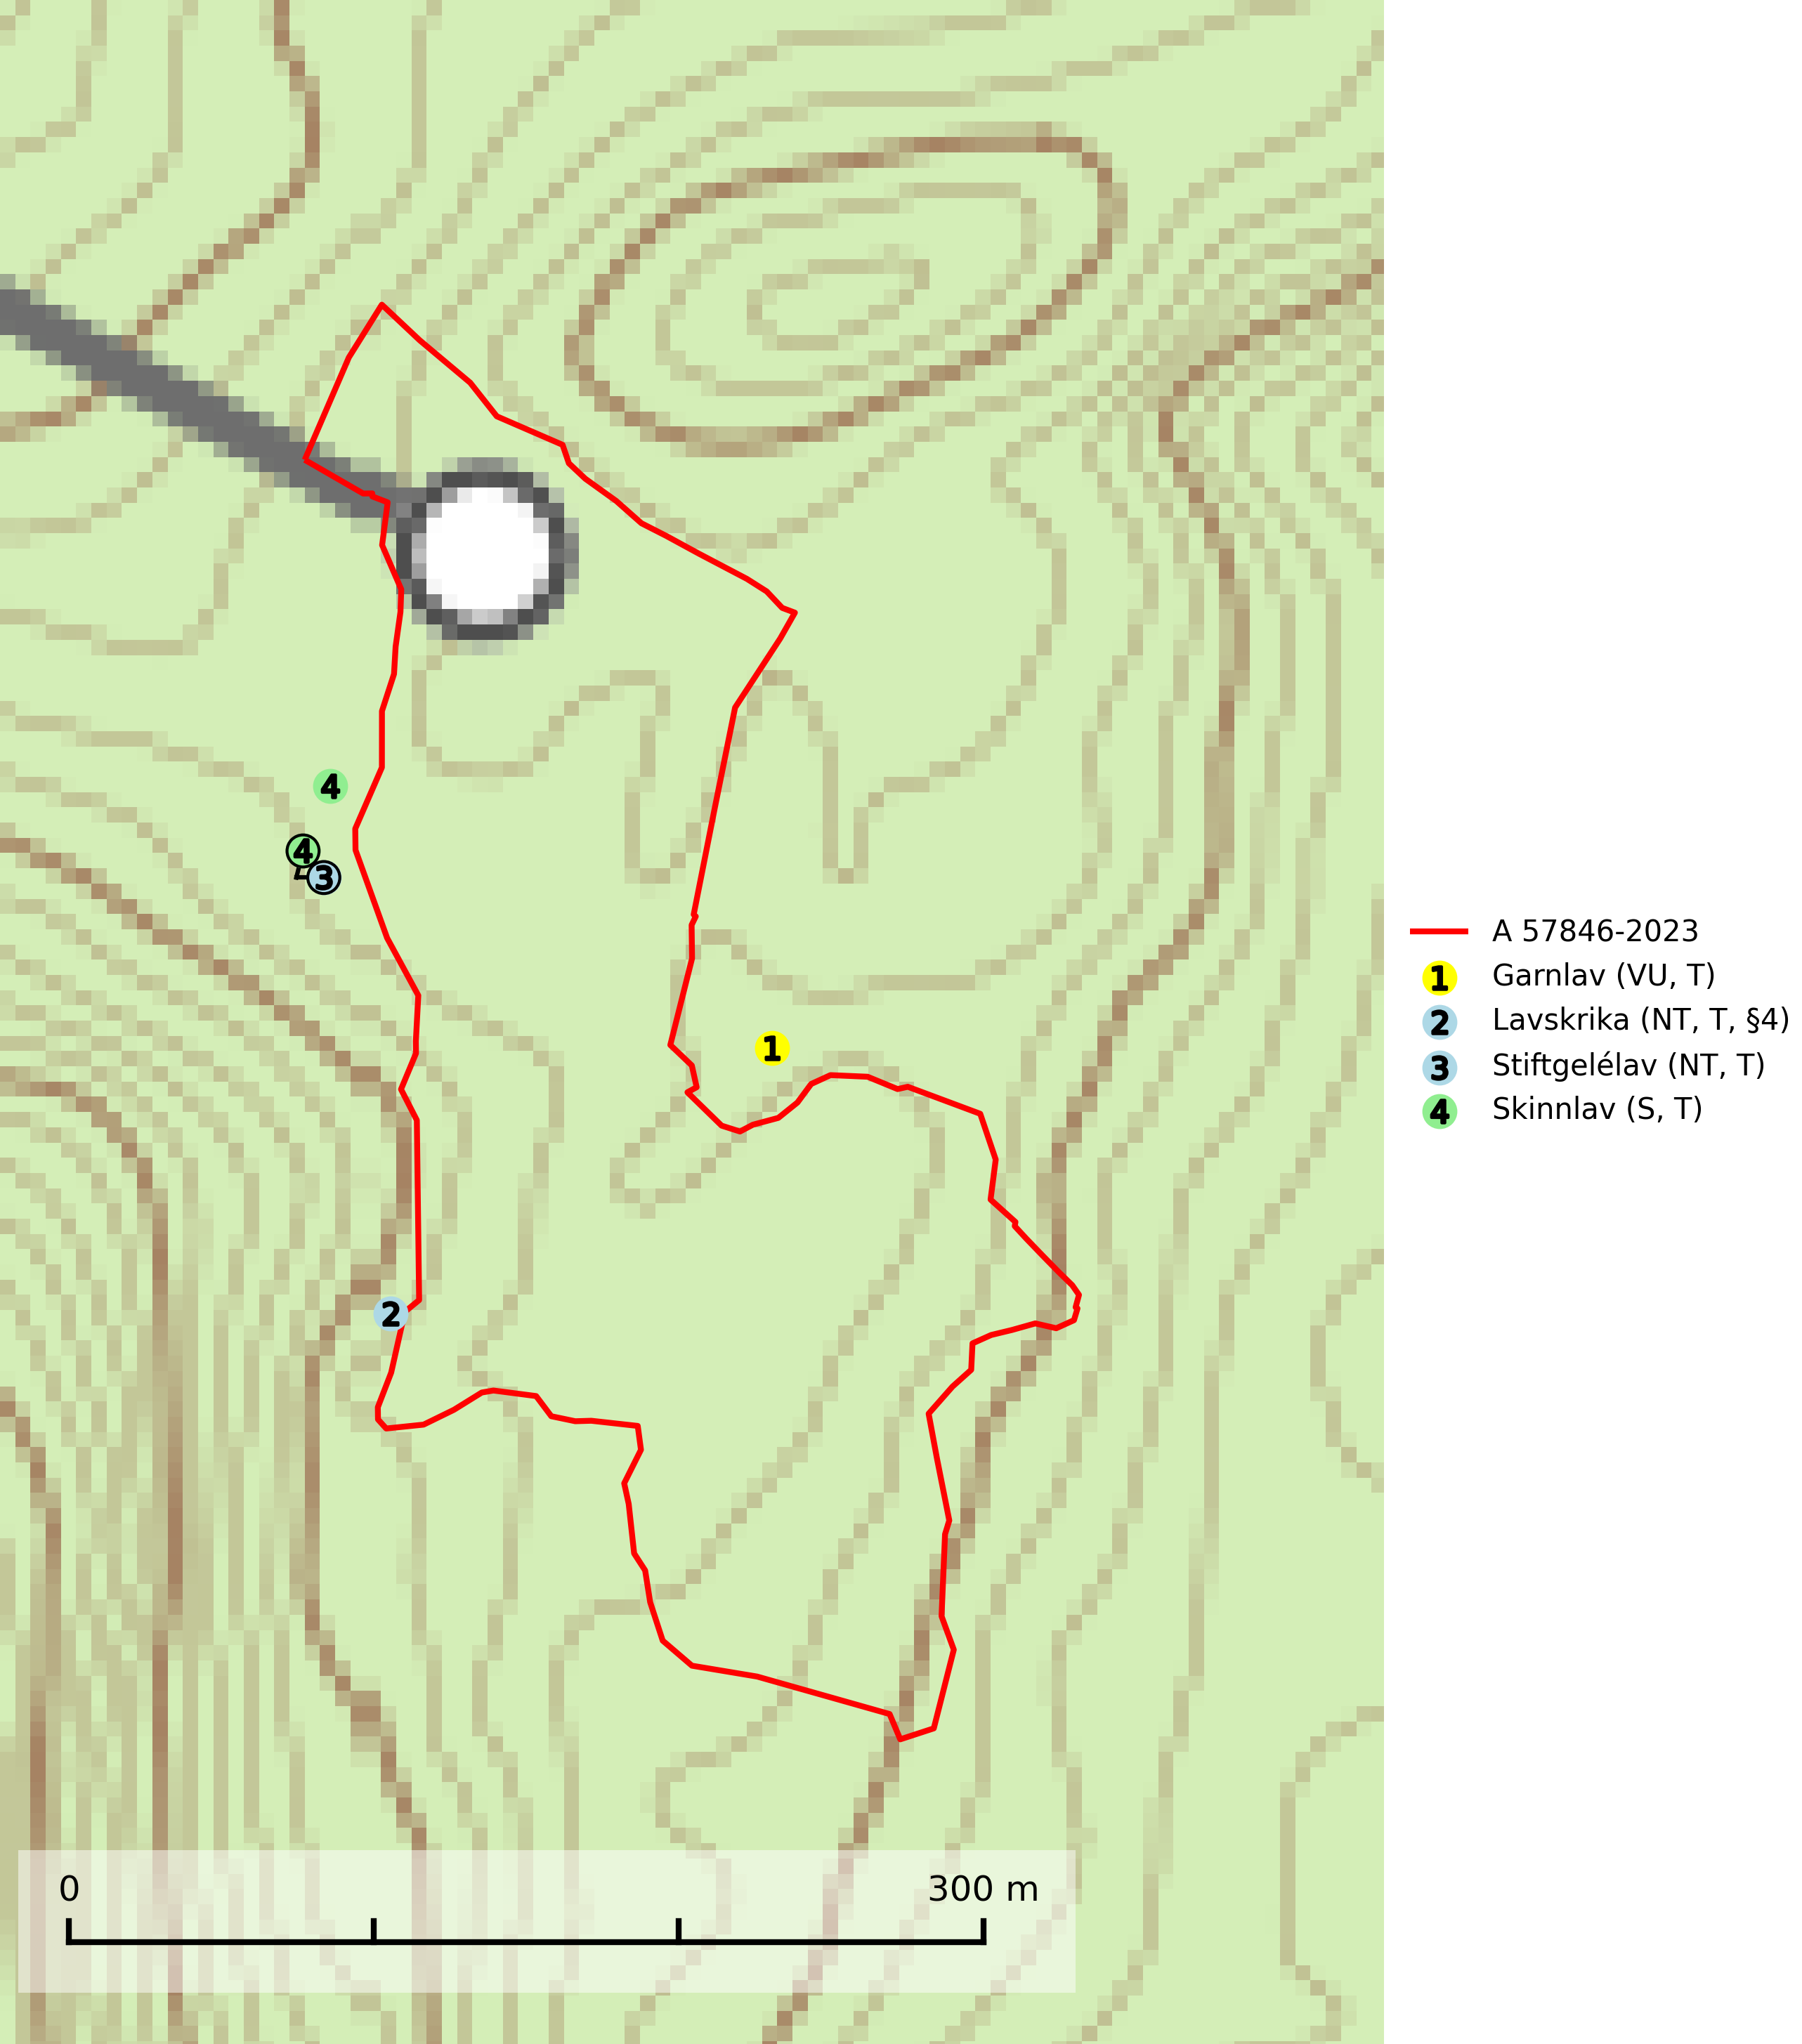 4
4
3
1
2
0 300 m
A 57846-2023
1 Garnlav (VU, T)
2 Lavskrika (NT, T, §4)
3 Stiftgelélav (NT, T)
4 Skinnlav (S, T)